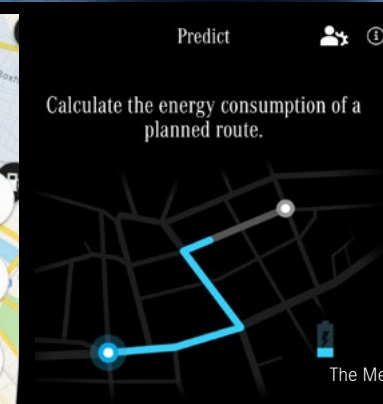 Predict
Calculate the energy consumption of a
planned route.
The Me